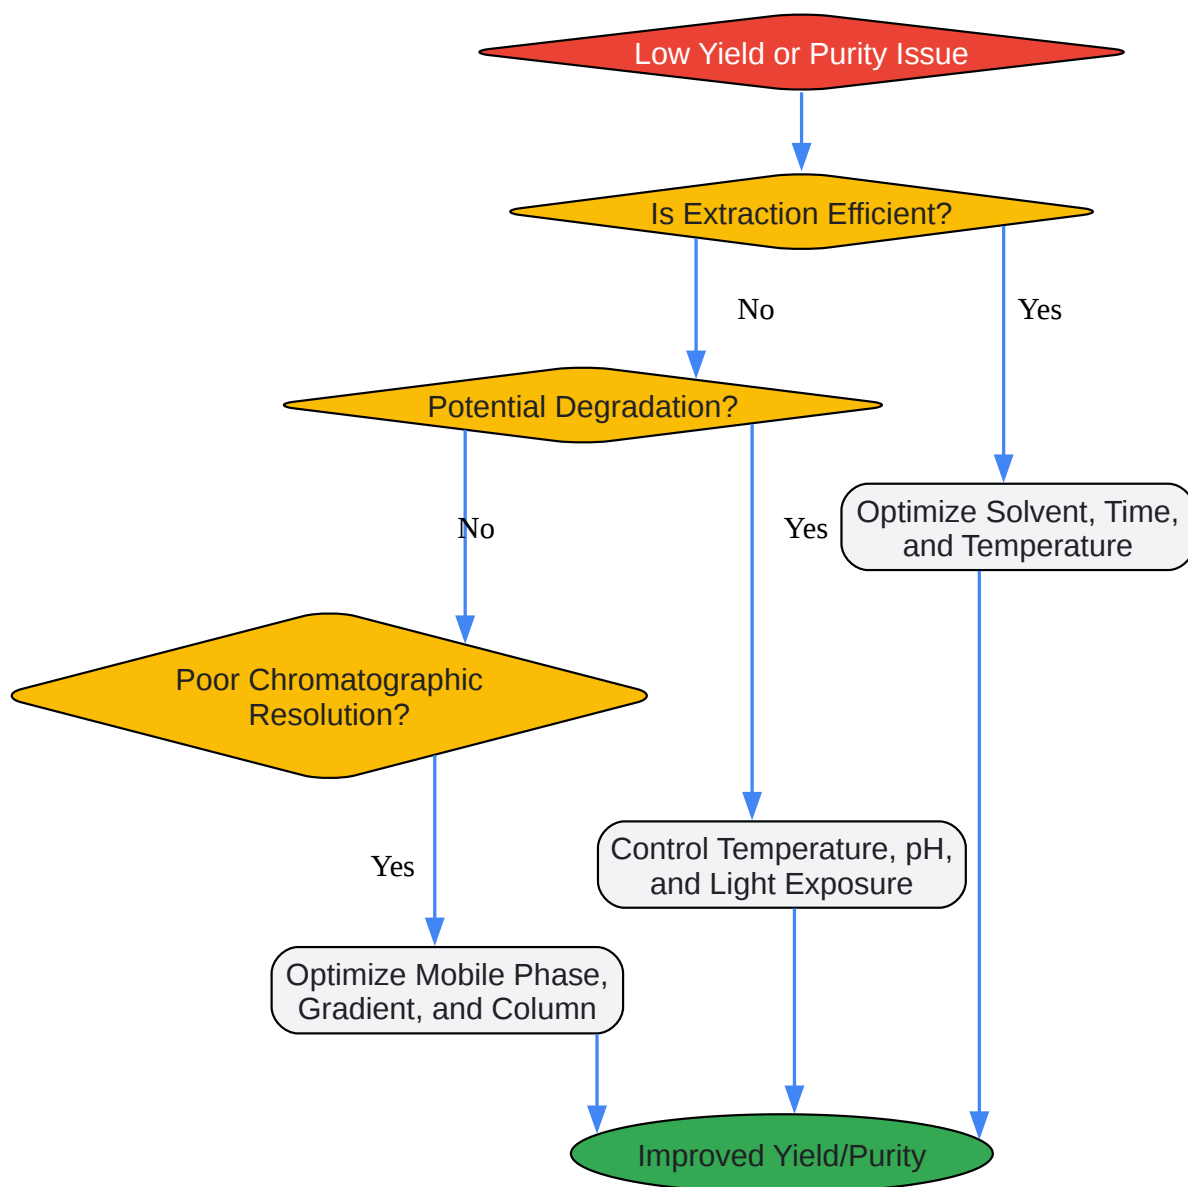 Low Yield or Purity Issue
Is Extraction Efficient?
No
Yes
Potential Degradation?
No
Yes
Optimize Solvent, Time,
and Temperature
Poor Chromatographic
Resolution?
Yes
Control Temperature, pH,
and Light Exposure
Optimize Mobile Phase,
Gradient, and Column
Improved Yield/Purity